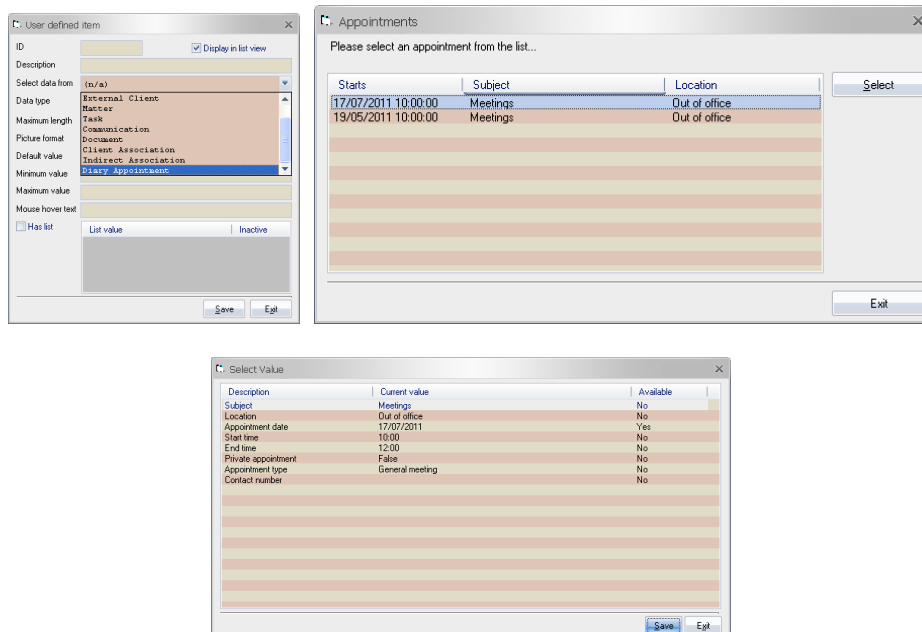 User defined item
ID
Display in list view
Description
Select data from (n/a)
Data type
External Client
Matter
Maximum length
Task
Communication
Picture format
Document
Default value
Client Association
Indirect Association
Minimum value
Diary Appointment
Maximum value
Mouse hover text
Has list
List value Inactive
Save Exit
Appointments
Please select an appointment from the list...
Starts Subject Location
Select
17/07/2011 10:00:00 Meetings Out of office
19/05/2011 10:00:00 Meetings Out of office
Exit
Select Value
Description Current value Available
Subject Meetings No
Location Out of office No
Appointment date 17/07/2011 Yes
Start time 10:00 No
End time 12:00 No
Private appointment False No
Appointment type General meeting No
Contact number No
Save Exit